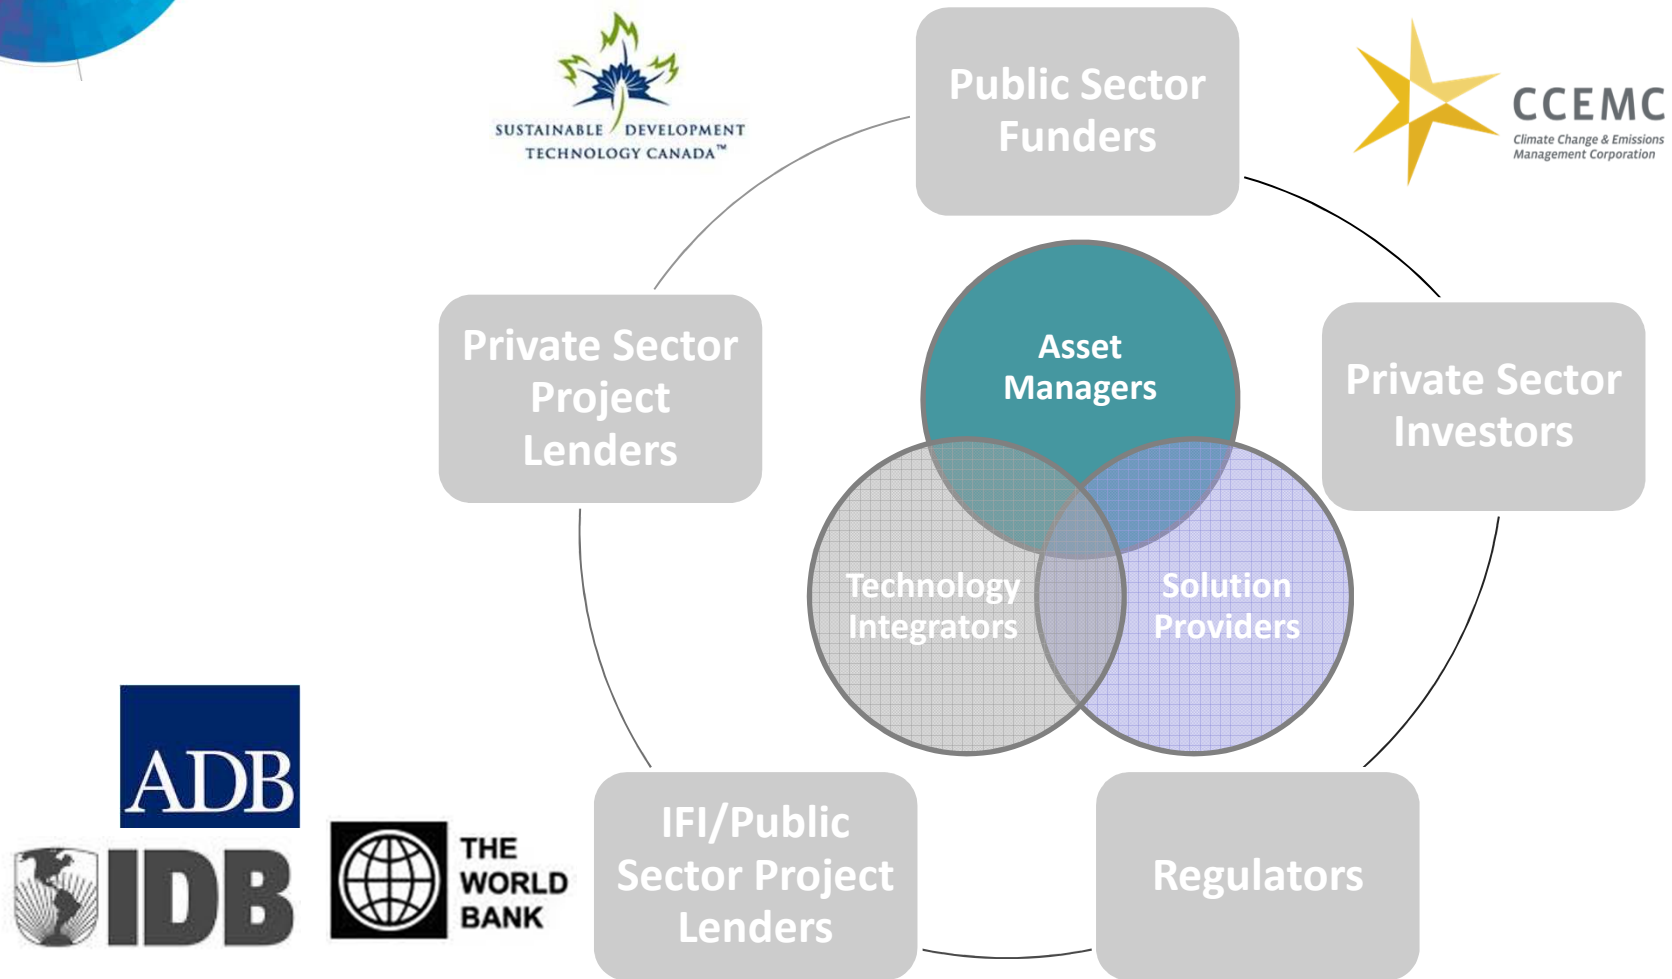 SUSTAINABLE DEVELOPMENT
TECHNOLOGY CANADA™
Public Sector
Funders
CCEMC
Climate Change & Emissions
Management Corporation
Private Sector
Project
Lenders
Asset
Managers
Private Sector
Investors
Technology
Integrators
Solution
Providers
ADB
IDB
THE
WORLD
BANK
IFI/Public
Sector Project
Lenders
Regulators